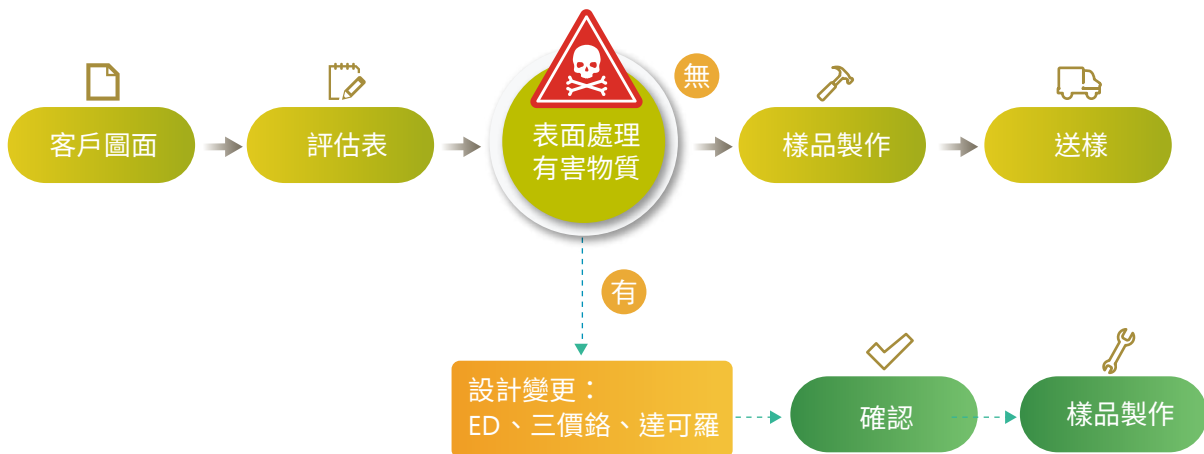 客戶圖面
評估表
表面處理
有害物質
無
樣品製作
送樣
有
設計變更：
ED、三價鉻、達可羅
確認
樣品製作